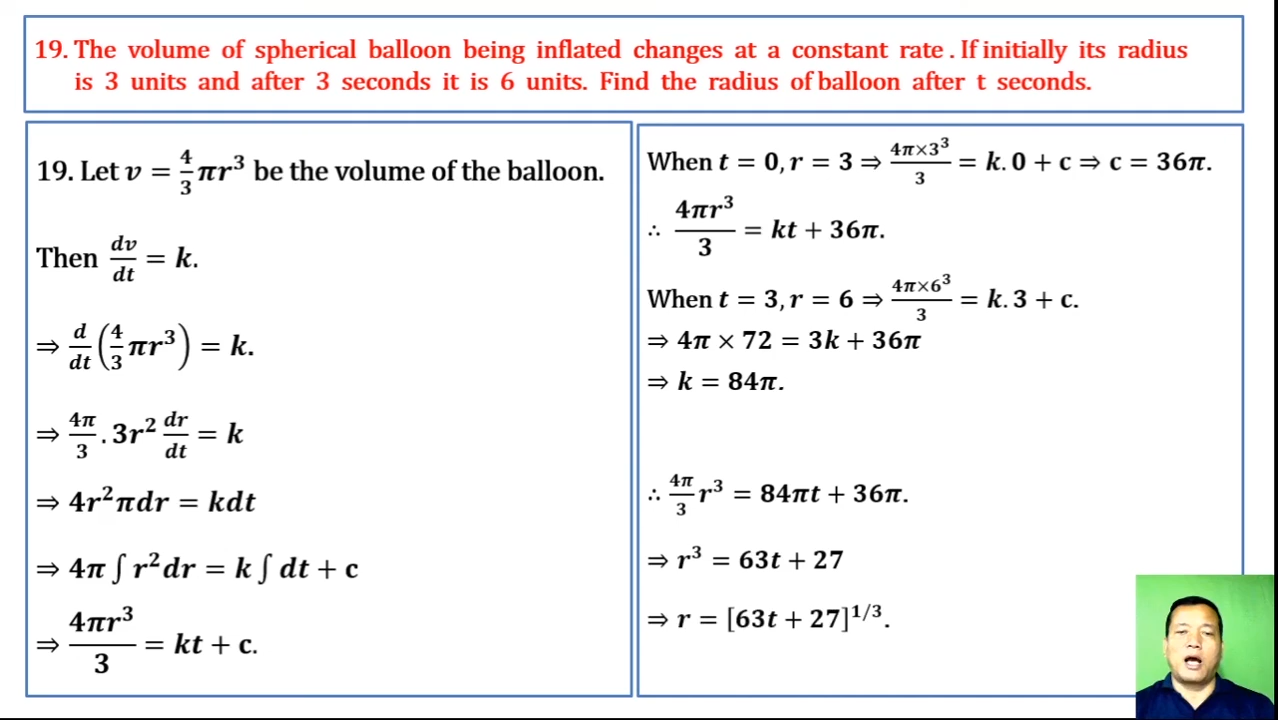 19. The volume of spherical balloon being inflated changes at a constant rate . If initially its radius
is 3 units and after 3 seconds it is 6 units. Find the radius of balloon after t seconds.
19. Let v = 4/3 πr³ be the volume of the balloon.
Then dv/dt = k.
⇒ d/dt (4/3 πr³) = k.
⇒ 4π/3 . 3r² dr/dt = k
⇒ 4r²πdr = kdt
⇒ 4π ∫ r²dr = k ∫ dt + c
⇒ 4πr³/3 = kt + c.
When t = 0, r = 3 ⇒ 4π×3³/3 = k. 0 + c ⇒ c = 36π.
∴ 4πr³/3 = kt + 36π.
When t = 3, r = 6 ⇒ 4π×6³/3 = k. 3 + c.
⇒ 4π × 72 = 3k + 36π
⇒ k = 84π.
∴ 4π/3 r³ = 84πt + 36π.
⇒ r³ = 63t + 27
⇒ r = [63t + 27]^1/3.